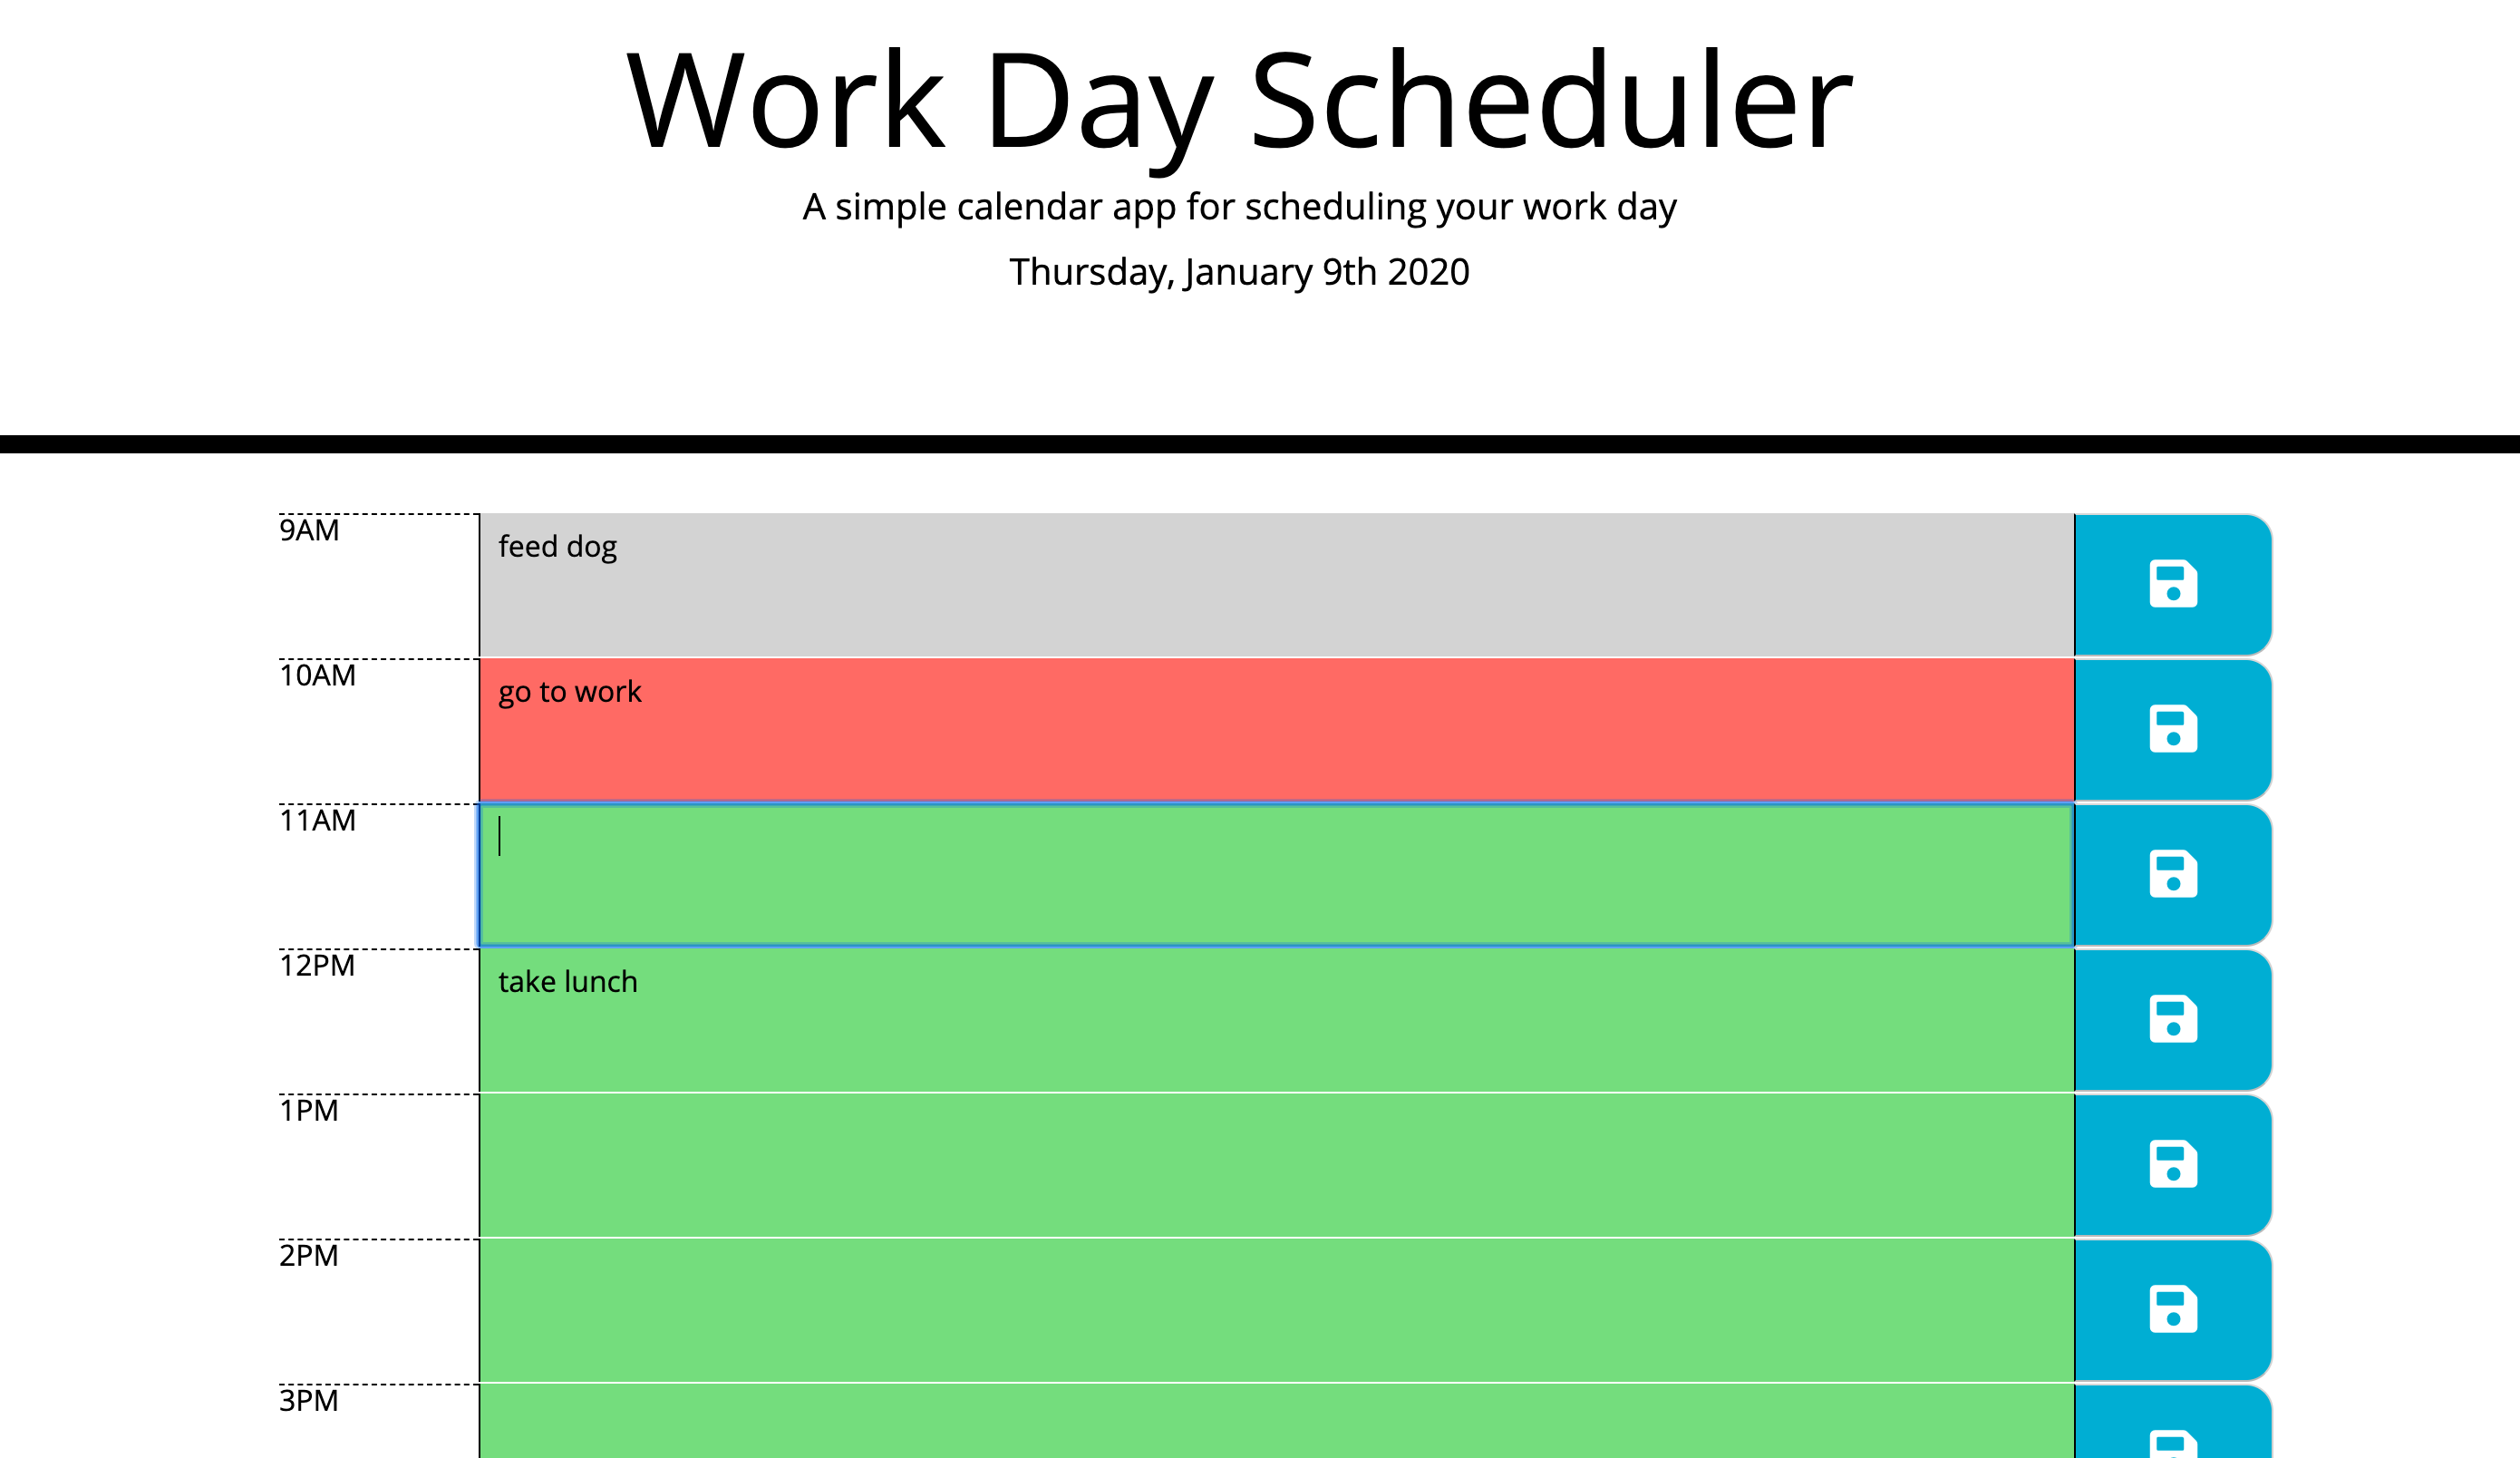 Work Day Scheduler
A simple calendar app for scheduling your work day
Thursday, January 9th 2020
9AM
feed dog
10AM
go to work
11AM
12PM
take lunch
1PM
2PM
3PM